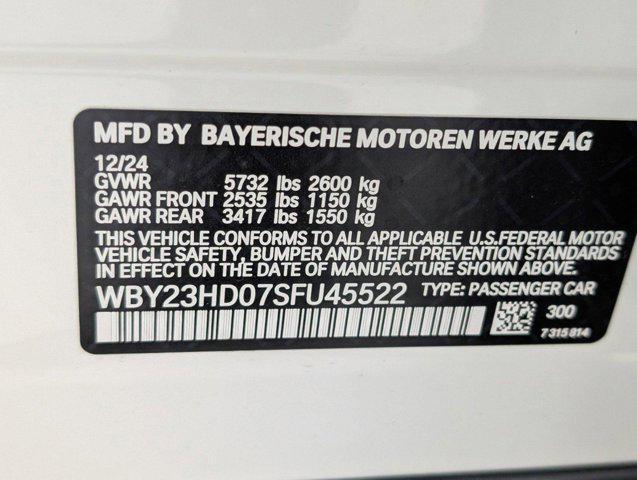 MFD BY BAYERISCHE MOTOREN WERKE AG
12/24
GVWR 5732 lbs 2600 kg
GAWR FRONT 2535 lbs 1150 kg
GAWR REAR 3417 lbs 1550 kg
THIS VEHICLE CONFORMS TO ALL APPLICABLE U.S.FEDERAL MOTOR
VEHICLE SAFETY, BUMPER, AND THEFT PREVENTION STANDARDS
IN EFFECT ON THE DATE OF MANUFACTURE SHOWN ABOVE.
WBY23HD07SFU45522 TYPE: PASSENGER CAR
300
7315814